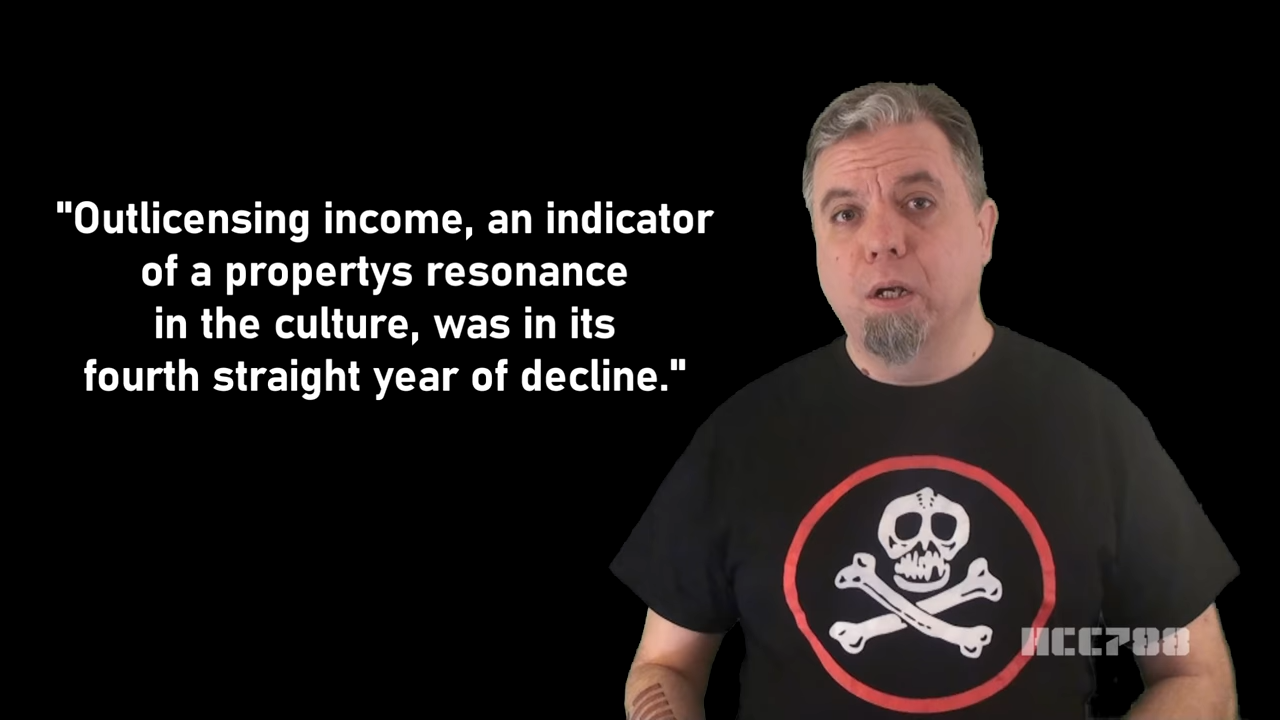 "Outlicensing income, an indicator
of a propertys resonance
in the culture, was in its
fourth straight year of decline."
HCC788